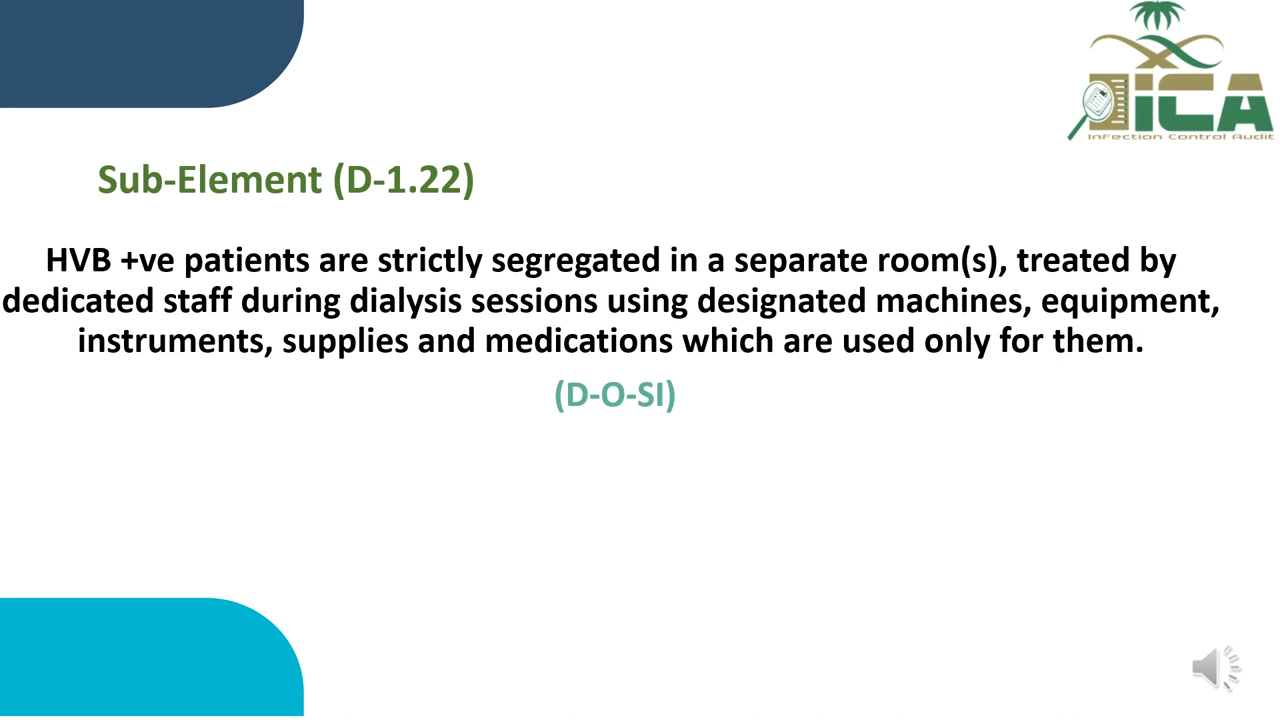 iCA
Infection Control Audit
Sub-Element (D-1.22)
HVB +ve patients are strictly segregated in a separate room(s), treated by
dedicated staff during dialysis sessions using designated machines, equipment,
instruments, supplies and medications which are used only for them.
(D-O-SI)